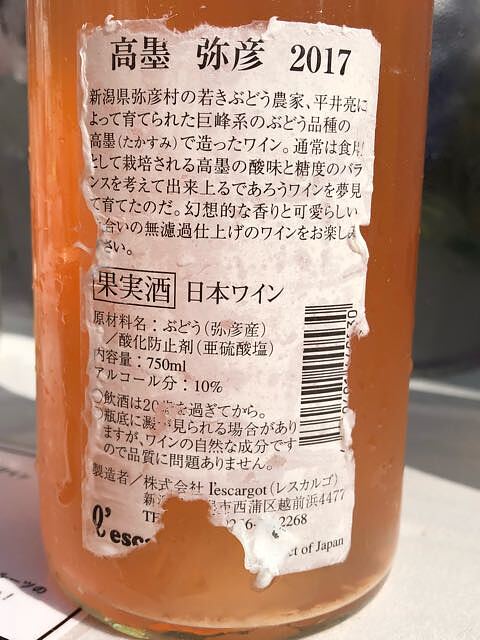 高墨 弥彦 2017
新潟県弥彦村の若きぶどう農家、平井亮に
よって育てられた巨峰系のぶどう品種の
高墨(たかすみ)で造ったワイン。通常は食用
として栽培される高墨の酸味と糖度のバラ
ンスを考えて出来上るであろうワインを夢見
て育てたのだ。幻想的な香りと可愛らしい
合いの無濾過仕上げのワインをお楽しみ
さい。
果実酒 日本ワイン
原材料名:ぶどう(弥彦産)
/酸化防止剤(亜硫酸塩)
内容量:750ml
アルコール分:10%
○飲酒は20歳を過ぎてから。
○瓶底に澱が見られる場合があり
ますが、ワインの自然な成分です
ので品質に問題ありません。
製造者/株式会社 l'escargot(レスカルゴ)
新 市西蒲区越前浜4477
TE 2268
l'esca
ct of Japan